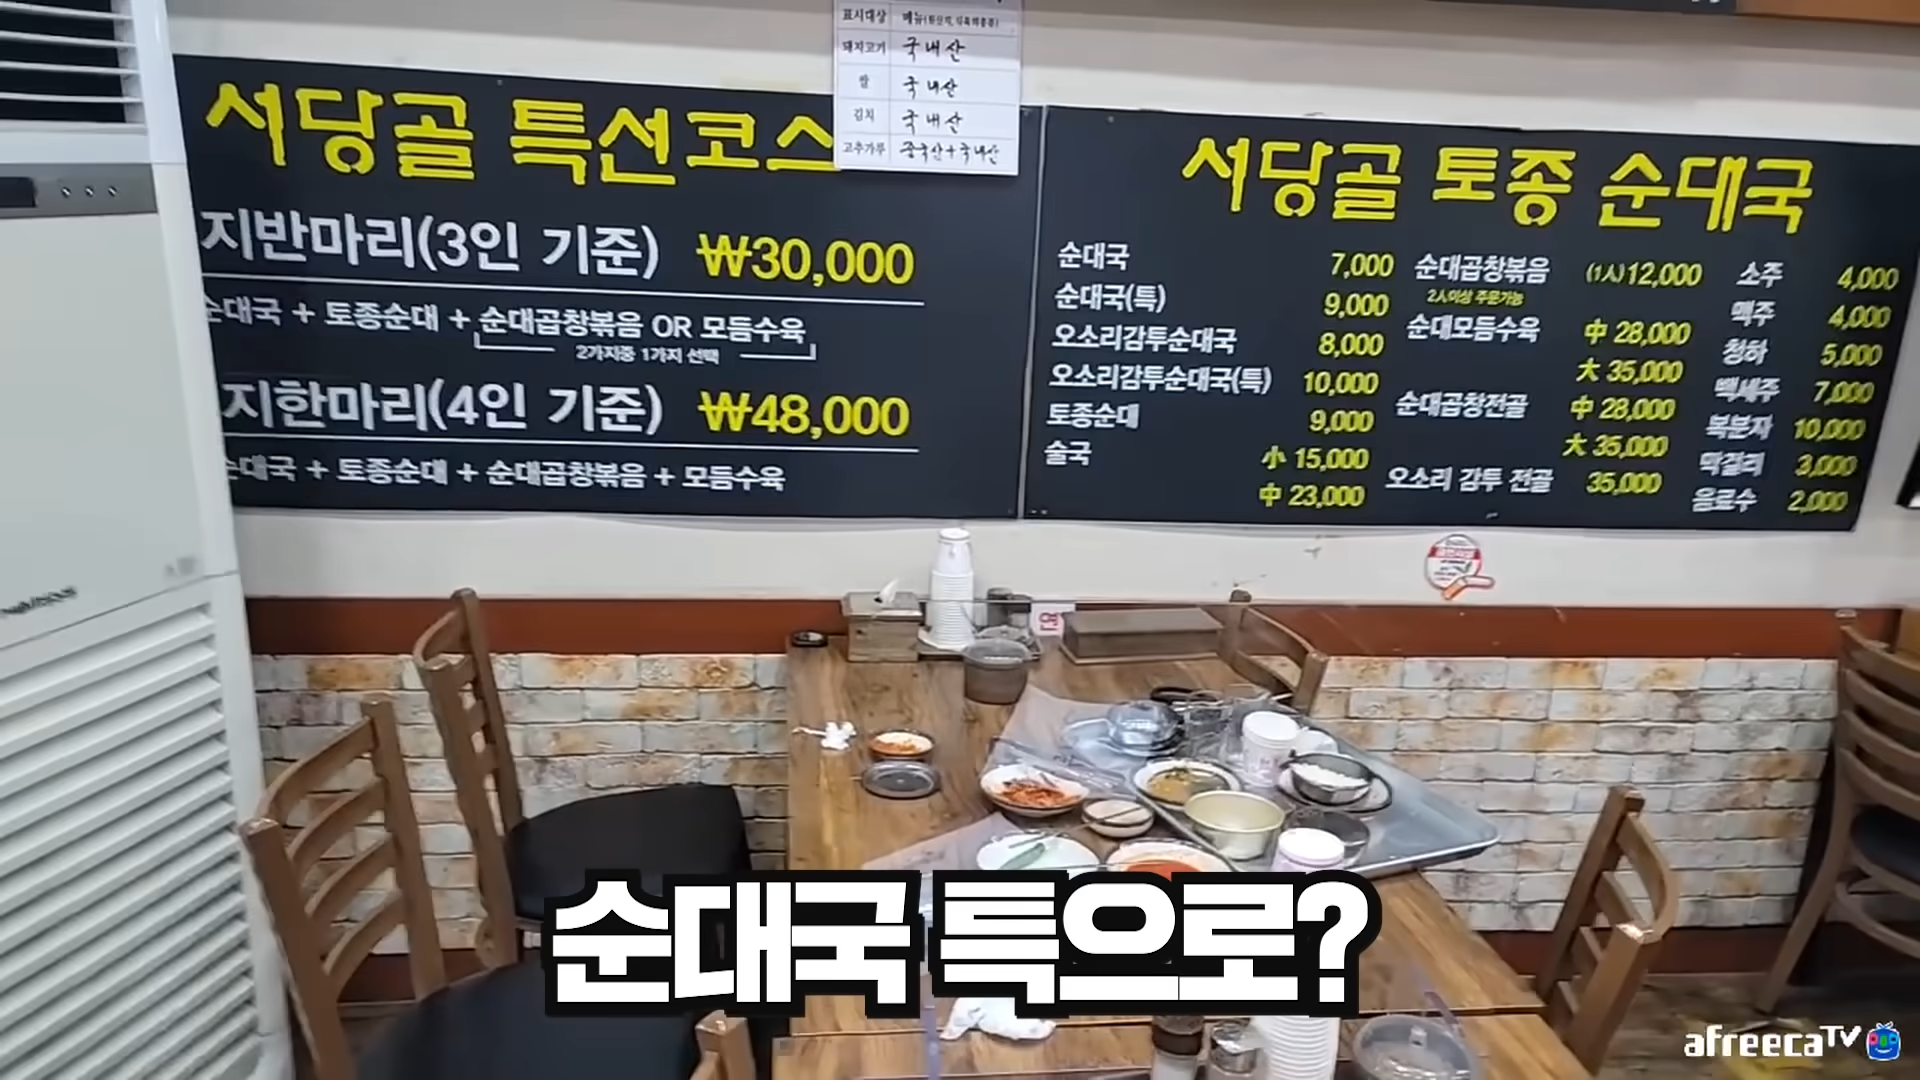 표시대상 메뉴(원산지, 식육의종류)
돼지고기 국내산
쌀 국내산
김치 국내산
고추가루 중국산+국내산
서당골 특선코스
지반마리(3인 기준) ₩30,000
순대국 + 토종순대 + 순대곱창볶음 OR 모듬수육
2가지중 1가지 선택
지한마리(4인 기준) ₩48,000
순대국 + 토종순대 + 순대곱창볶음 + 모듬수육
서당골 토종 순대국
순대국 7,000
순대국(특) 9,000
오소리감투순대국 8,000
오소리감투순대국(특) 10,000
토종순대 9,000
술국 小 15,000
中 23,000
순대곱창볶음 (1人)12,000
2人이상 주문가능
순대모듬수육 中 28,000
大 35,000
순대곱창전골 中 28,000
大 35,000
오소리 감투 전골 35,000
소주 4,000
맥주 4,000
청하 5,000
백세주 7,000
복분자 10,000
막걸리 3,000
음료수 2,000
연
순대국 특으로?
afreecaTV